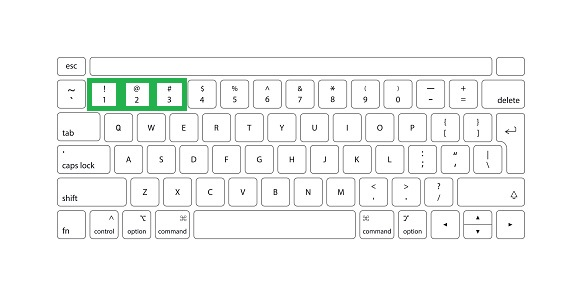 esc
~ ! @ # $ % ^ & * ( ) — +
` 1 2 3 4 5 6 7 8 9 0 - = delete
tab Q W E R T Y U I O P { [ } ]
caps lock A S D F G H J K L : ; " ' | \
shift Z X C V B N M < , > . ? /
fn control option command command option